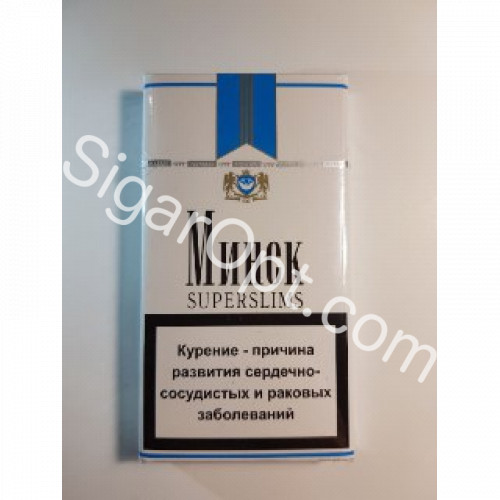 Минск
SUPERSLIMS
Курение - причина
развития сердечно-
сосудистых и раковых
заболеваний
SigarOpt.com